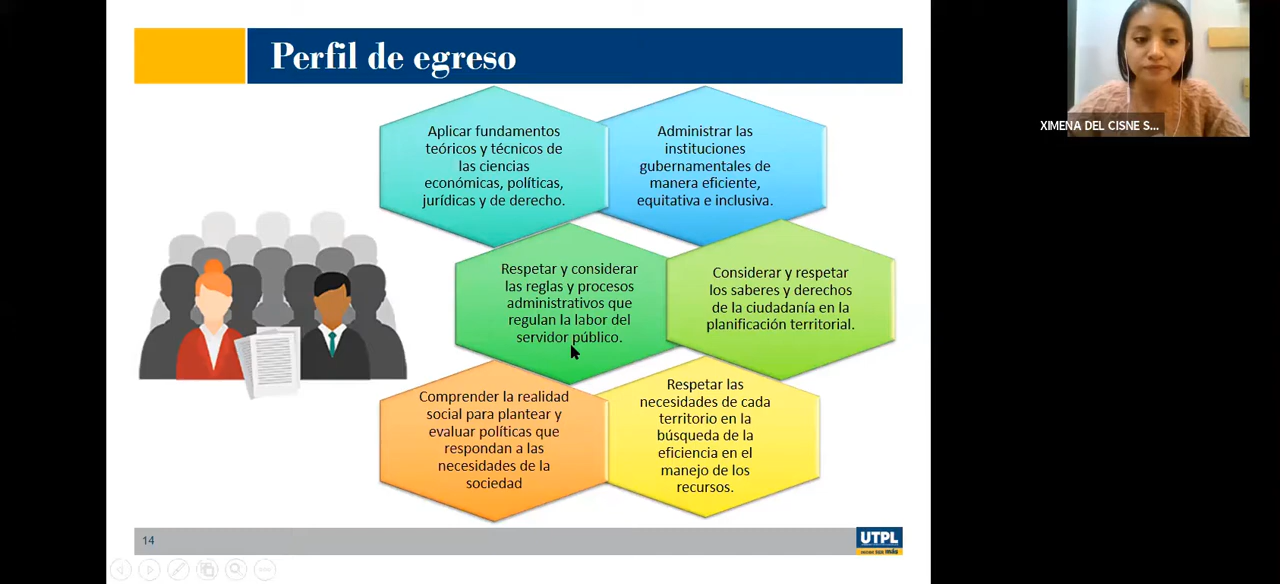 Perfil de egreso
XIMENA DEL CISNE S...
Aplicar fundamentos
teóricos y técnicos de
las ciencias
económicas, políticas,
jurídicas y de derecho.
Administrar las
instituciones
gubernamentales de
manera eficiente,
equitativa e inclusiva.
Respetar y considerar
las reglas y procesos
administrativos que
regulan la labor del
servidor público.
Considerar y respetar
los saberes y derechos
de la ciudadanía en la
planificación territorial.
Comprender la realidad
social para plantear y
evaluar políticas que
respondan a las
necesidades de la
sociedad
Respetar las
necesidades de cada
territorio en la
búsqueda de la
eficiencia en el
manejo de los
recursos.
14
UTPL